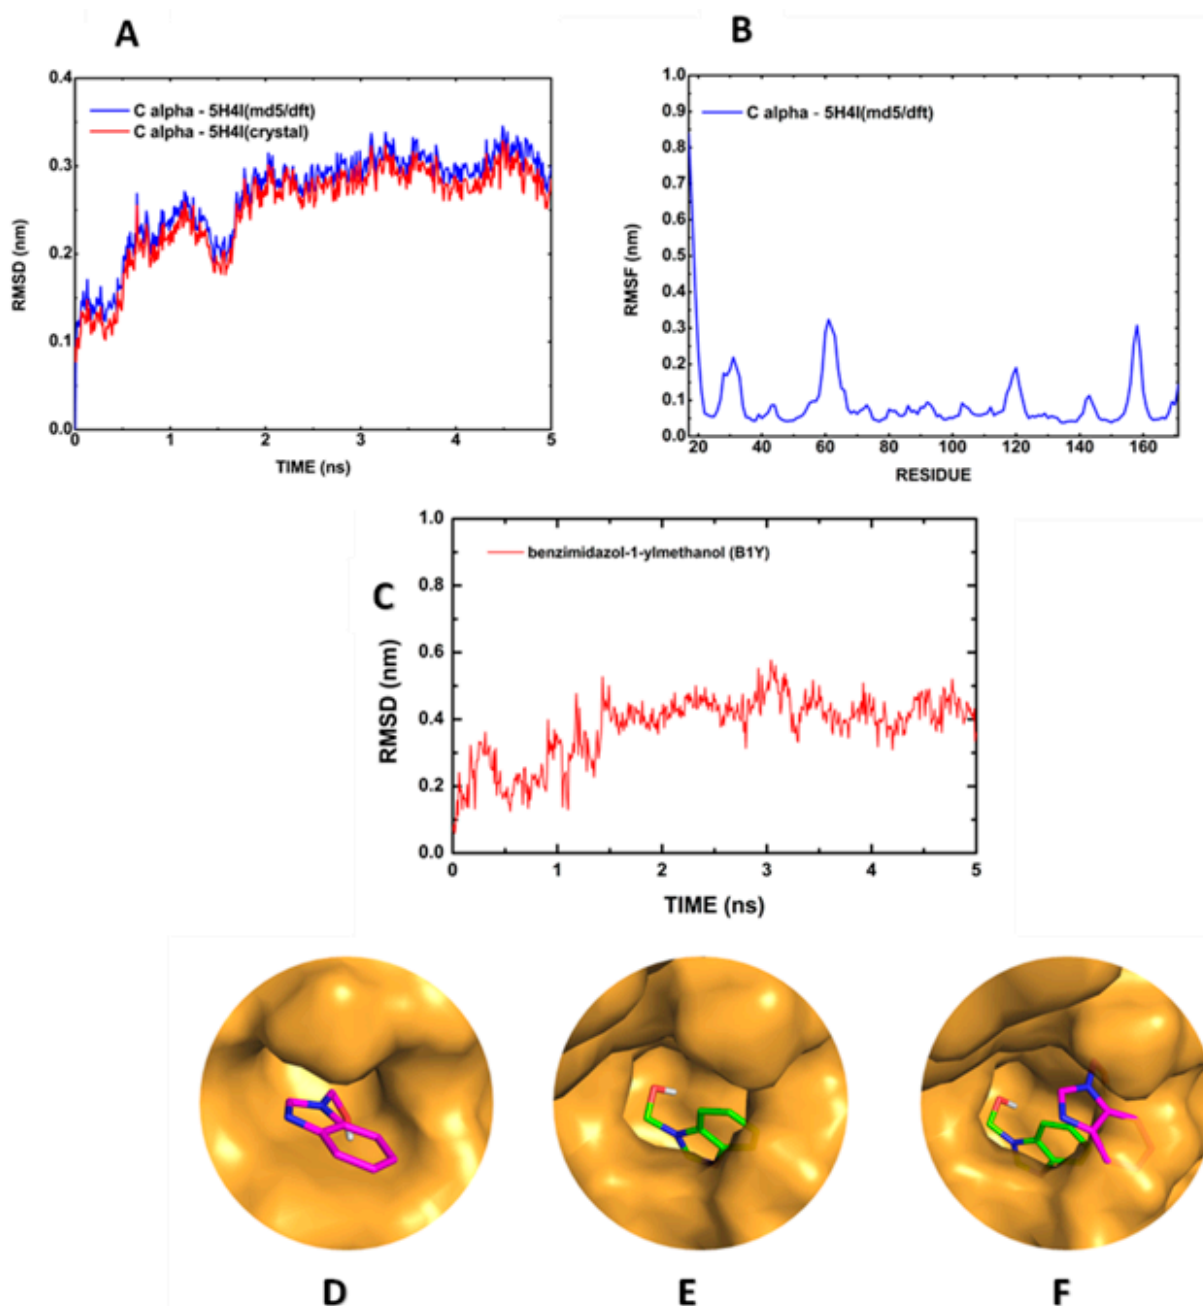 A
B
0.4
0.3
0.2
0.1
0.0
RMSD (nm)
C alpha - 5H4I(md5/dft)
C alpha - 5H4I(crystal)
0 1 2 3 4 5
TIME (ns)
1.0
0.9
0.8
0.7
0.6
0.5
0.4
0.3
0.2
0.1
0.0
RMSF (nm)
C alpha - 5H4I(md5/dft)
20 40 60 80 100 120 140 160
RESIDUE
C
1.0
0.8
0.6
0.4
0.2
0.0
RMSD (nm)
benzimidazol-1-ylmethanol (B1Y)
0 1 2 3 4 5
TIME (ns)
D E F